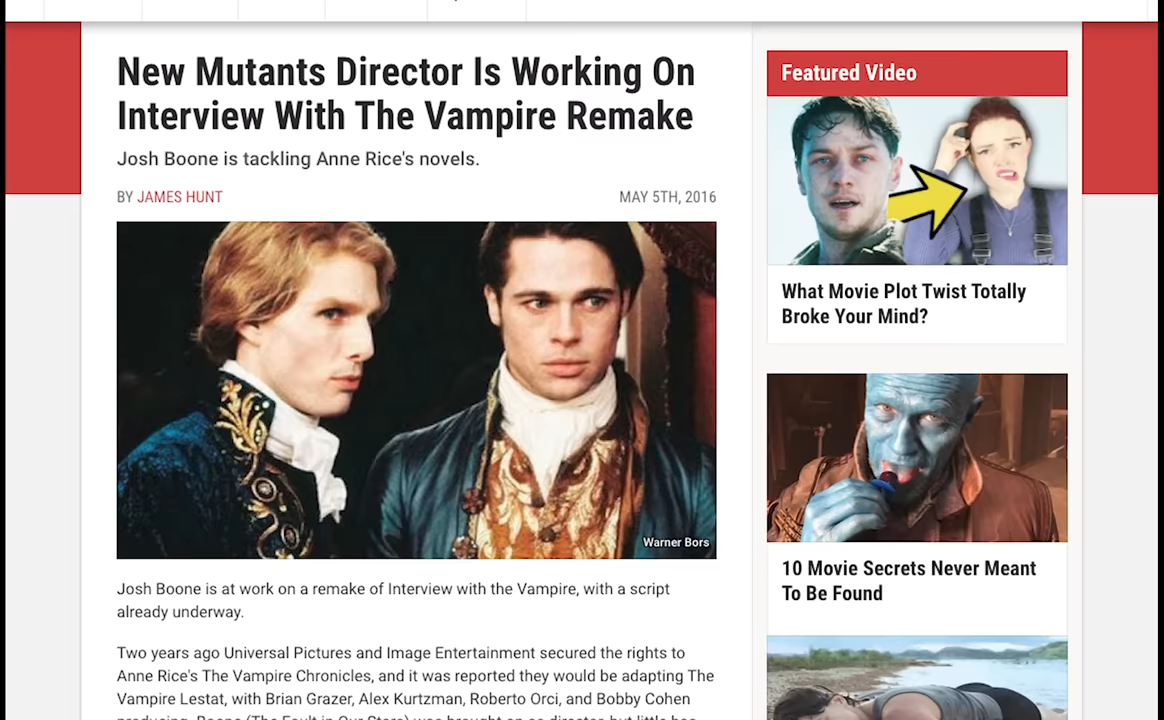 New Mutants Director Is Working On
Interview With The Vampire Remake
Josh Boone is tackling Anne Rice's novels.
BY JAMES HUNT
MAY 5TH, 2016
Warner Bors
Josh Boone is at work on a remake of Interview with the Vampire, with a script
already underway.
Two years ago Universal Pictures and Image Entertainment secured the rights to
Anne Rice's The Vampire Chronicles, and it was reported they would be adapting The
Vampire Lestat, with Brian Grazer, Alex Kurtzman, Roberto Orci, and Bobby Cohen
Featured Video
What Movie Plot Twist Totally
Broke Your Mind?
10 Movie Secrets Never Meant
To Be Found